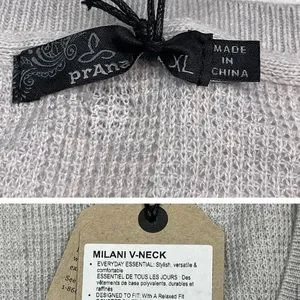 prAna
XL
MADE
IN
CHINA
MILANI V-NECK
• EVERYDAY ESSENTIAL: Stylish, versatile &
comfortable
ESSENTIEL DE TOUS LES JOURS : Des
vêtements de base polyvalents, durables et
raffinés
• DESIGNED TO FIT: With A Relaxed Fit